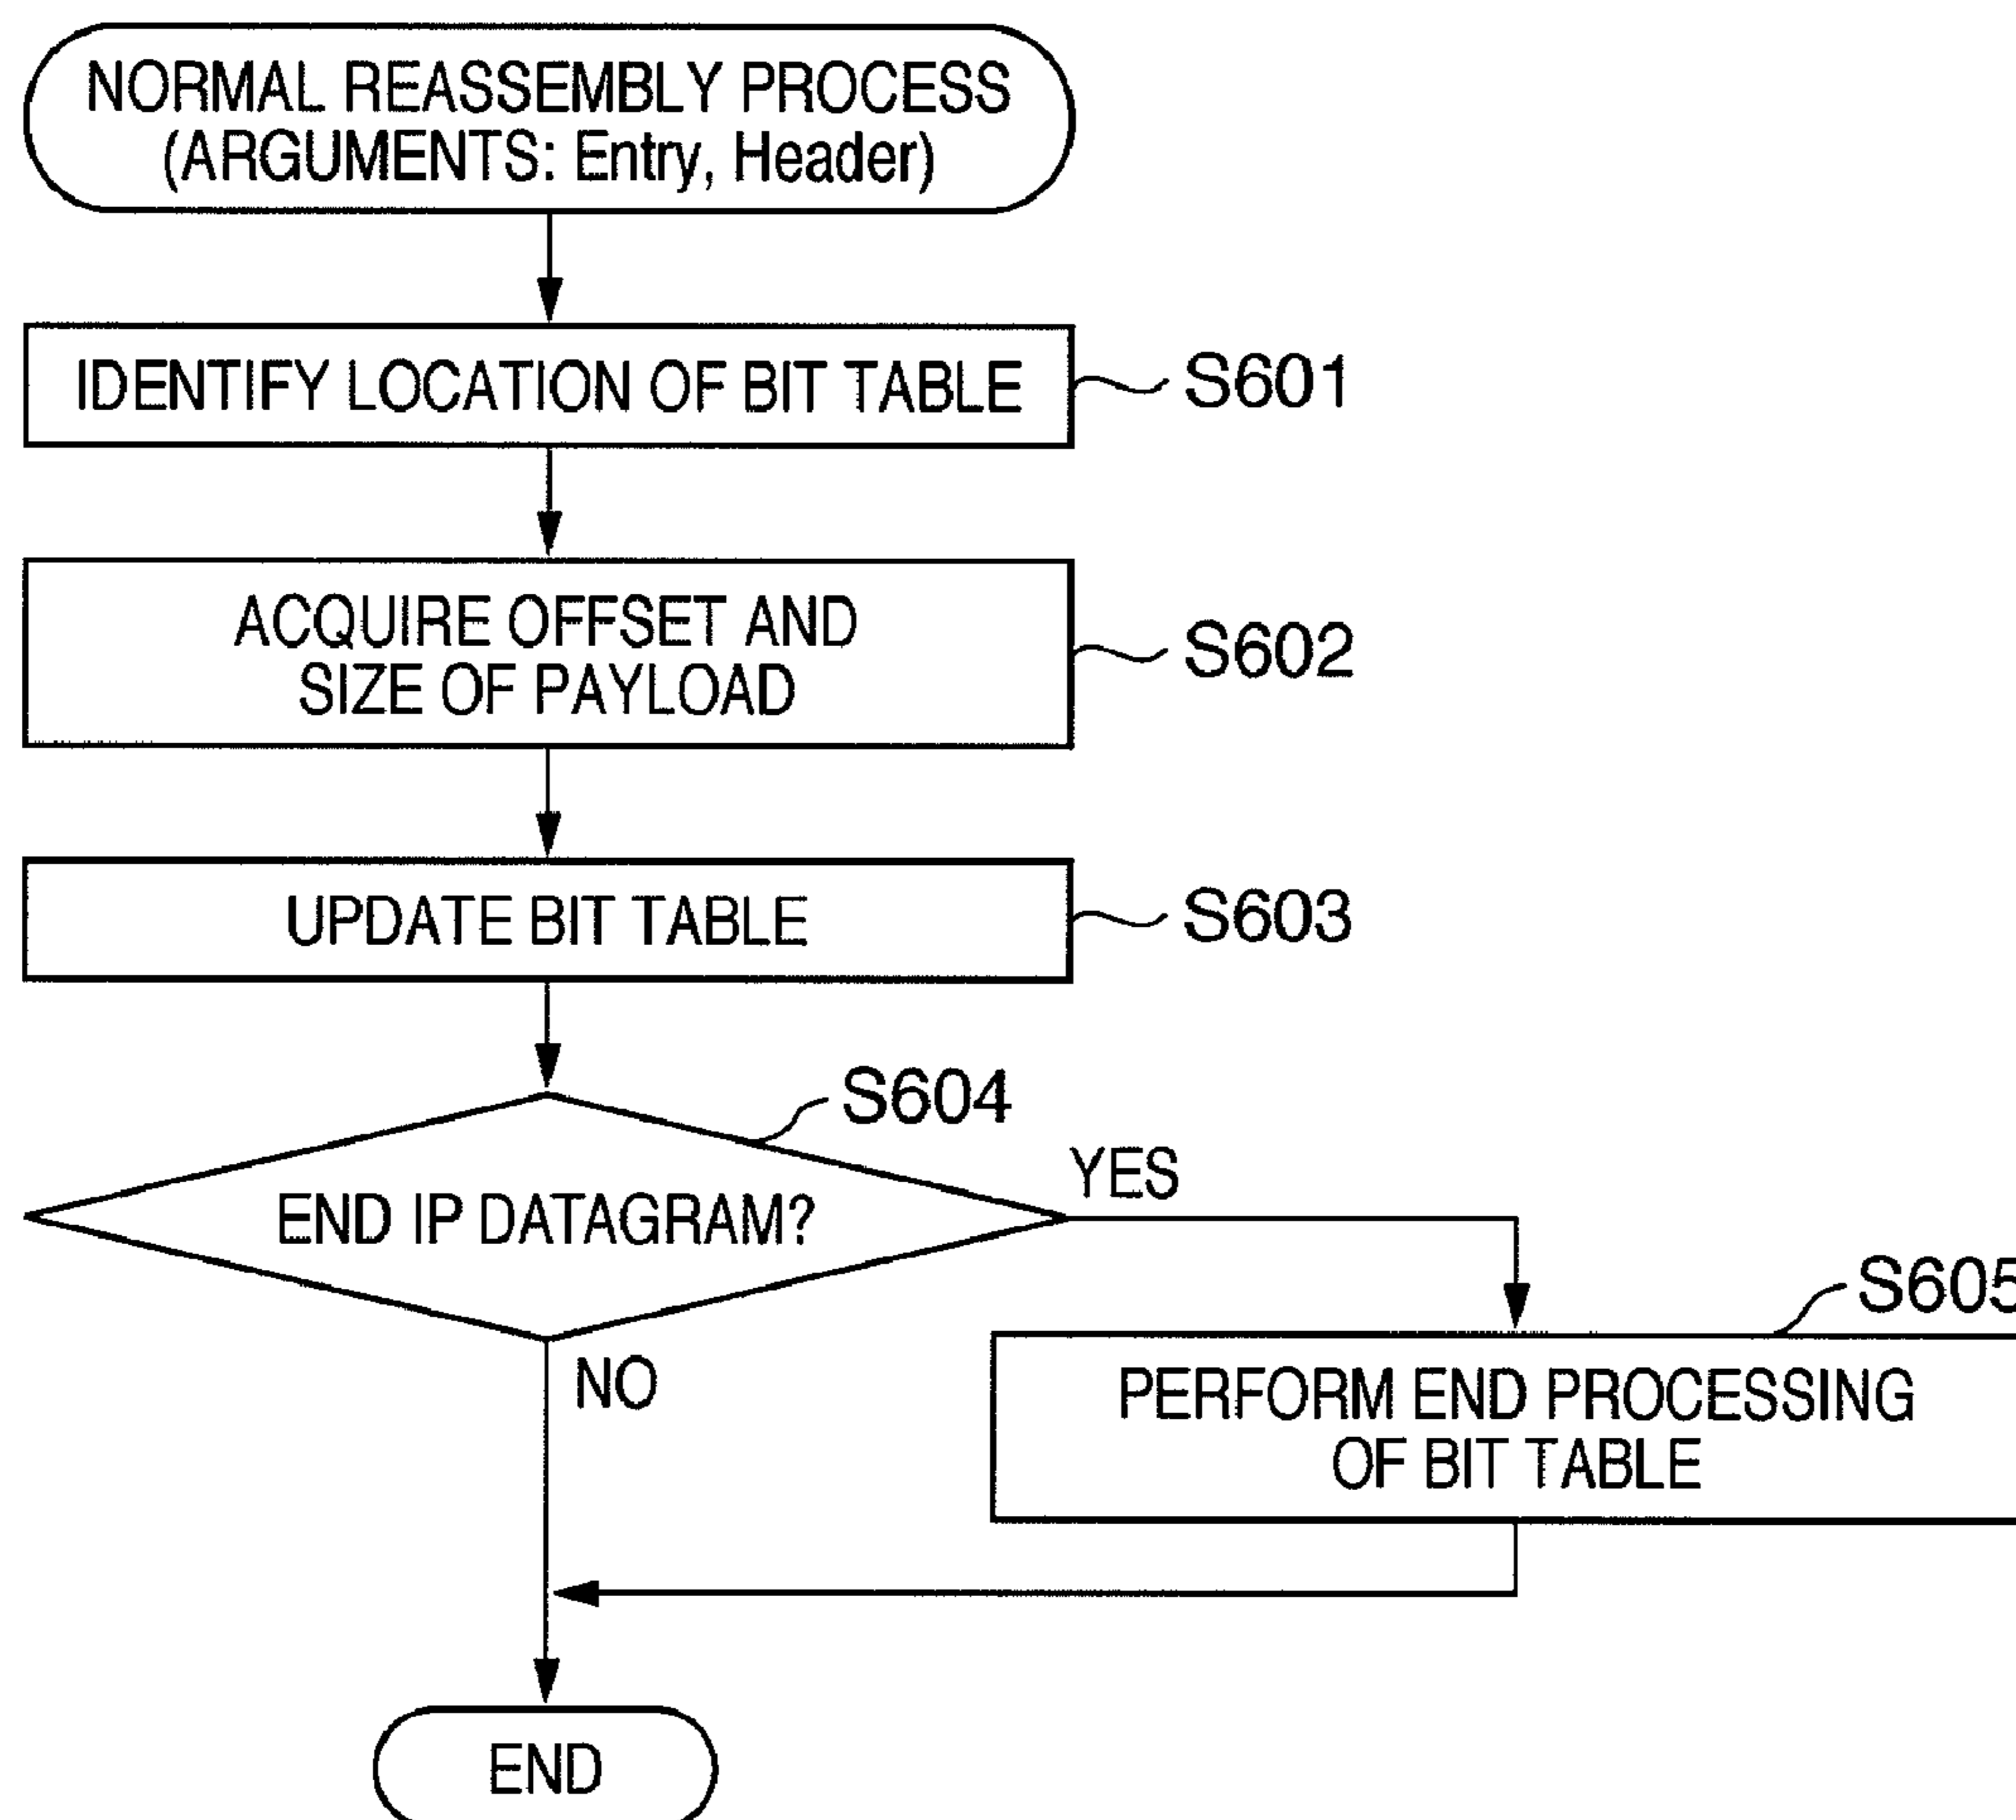 NORMAL REASSEMBLY PROCESS
(ARGUMENTS: Entry, Header)
IDENTIFY LOCATION OF BIT TABLE
S601
ACQUIRE OFFSET AND
SIZE OF PAYLOAD
S602
UPDATE BIT TABLE
S603
S604
END IP DATAGRAM?
YES
NO
S605
PERFORM END PROCESSING
OF BIT TABLE
END